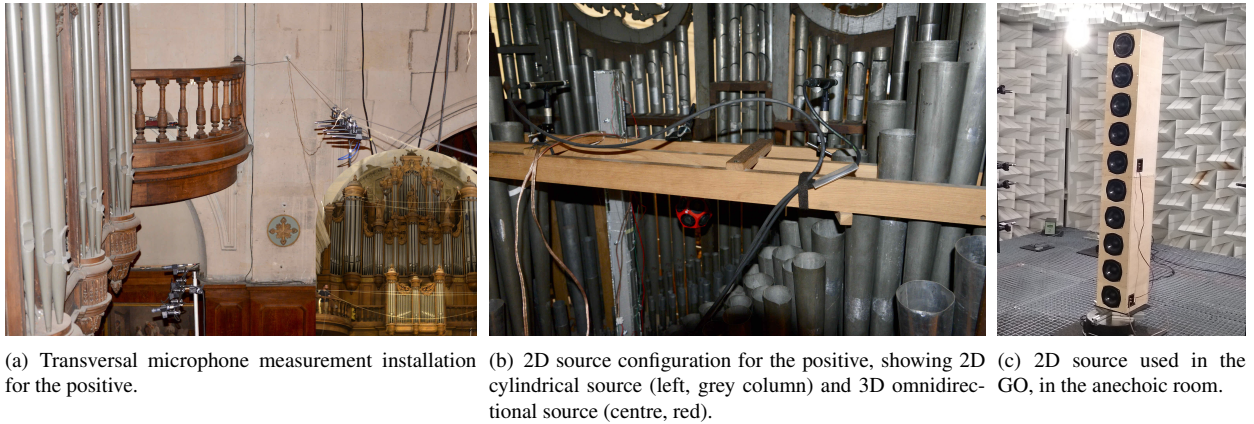 (a) Transversal microphone measurement installation
for the positive.
(b) 2D source configuration for the positive, showing 2D
cylindrical source (left, grey column) and 3D omnidirec-
tional source (centre, red).
(c) 2D source used in the
GO, in the anechoic room.